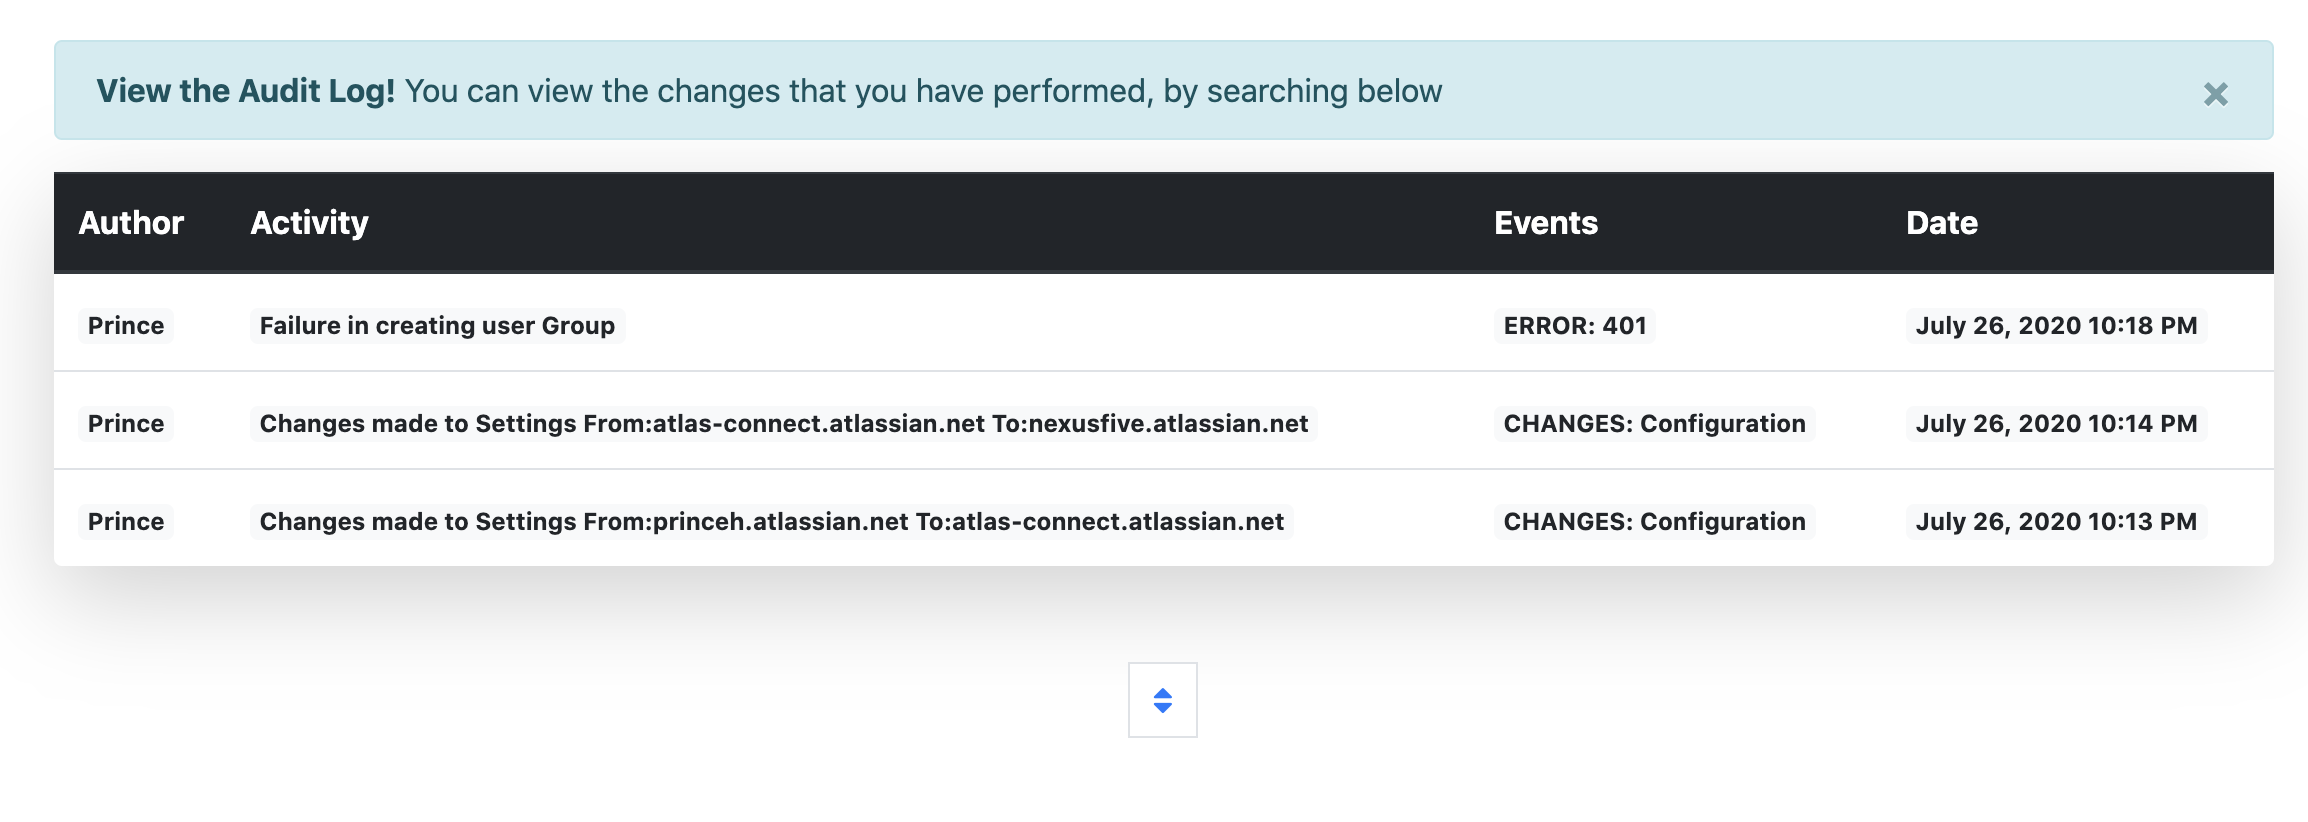 View the Audit Log! You can view the changes that you have performed, by searching below ×
Author Activity Events Date
Prince Failure in creating user Group ERROR: 401 July 26, 2020 10:18 PM
Prince Changes made to Settings From:atlas-connect.atlassian.net To:nexusfive.atlassian.net CHANGES: Configuration July 26, 2020 10:14 PM
Prince Changes made to Settings From:princeh.atlassian.net To:atlas-connect.atlassian.net CHANGES: Configuration July 26, 2020 10:13 PM